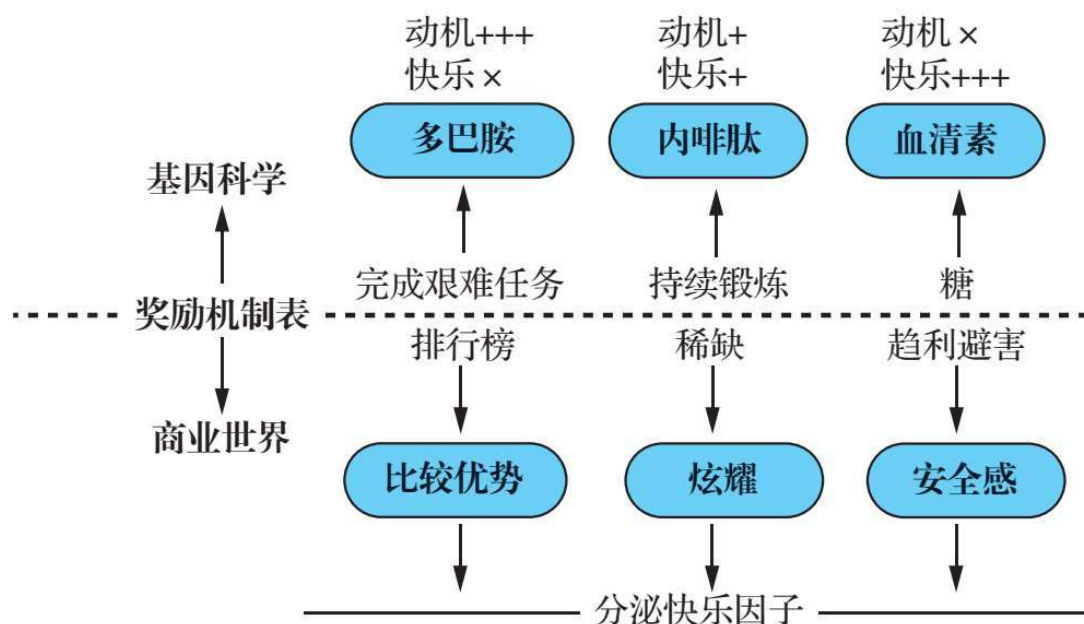 动机+++ 动机+ 动机×
快乐× 快乐+ 快乐+++
多巴胺 内啡肽 血清素
基因科学
完成艰难任务 持续锻炼 糖
奖励机制表
排行榜 稀缺 趋利避害
商业世界
比较优势 炫耀 安全感
分泌快乐因子